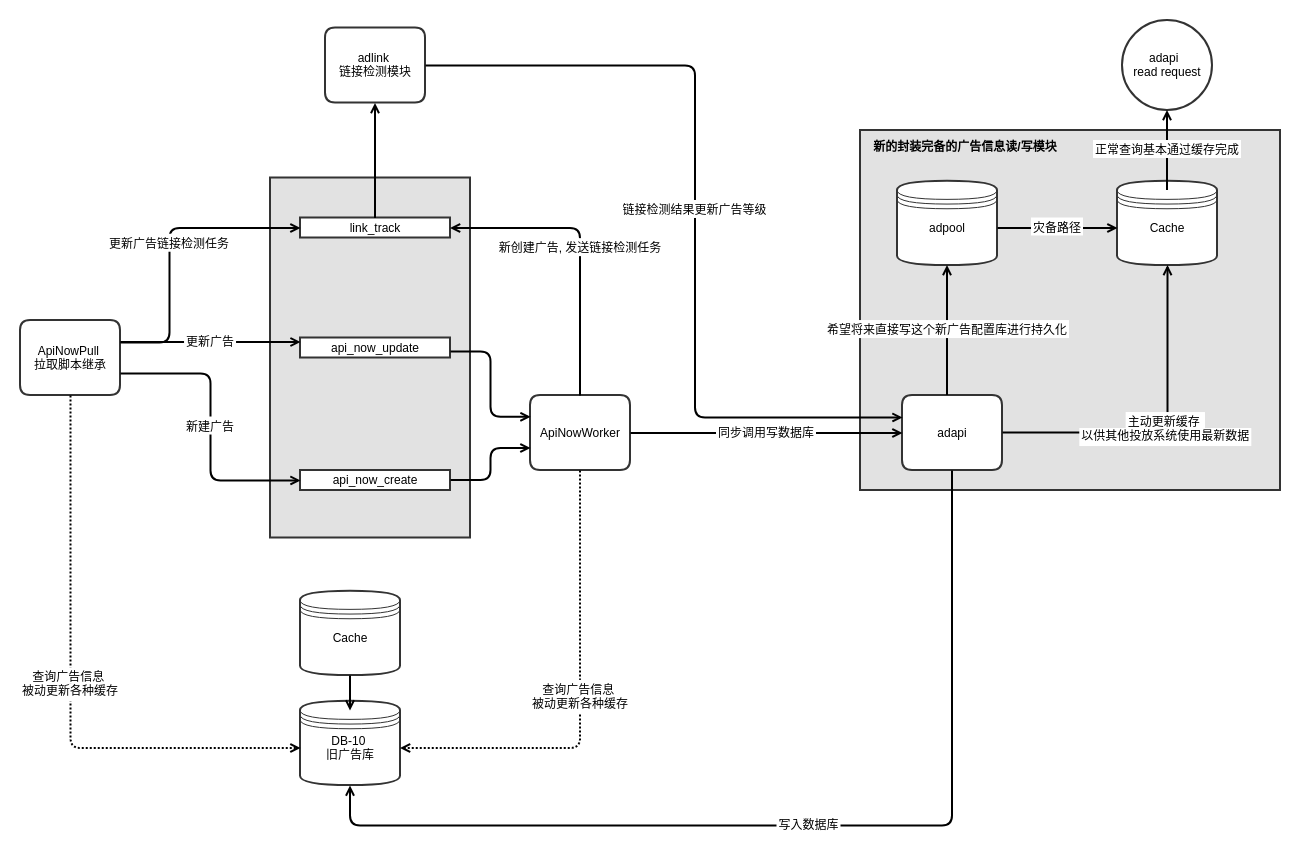 adlink
链接检测模块
adapi
read request
新的封装完备的广告信息读/写模块
正常查询基本通过缓存完成
链接检测结果更新广告等级
link_track
adpool
灾备路径
Cache
更新广告链接检测任务
新创建广告, 发送链接检测任务
希望将来直接写这个新广告配置库进行持久化
ApiNowPull
拉取脚本继承
更新广告
api_now_update
新建广告
ApiNowWorker
同步调用写数据库
adapi
主动更新缓存
以供其他投放系统使用最新数据
api_now_create
Cache
查询广告信息
被动更新各种缓存
查询广告信息
被动更新各种缓存
DB-10
旧广告库
写入数据库